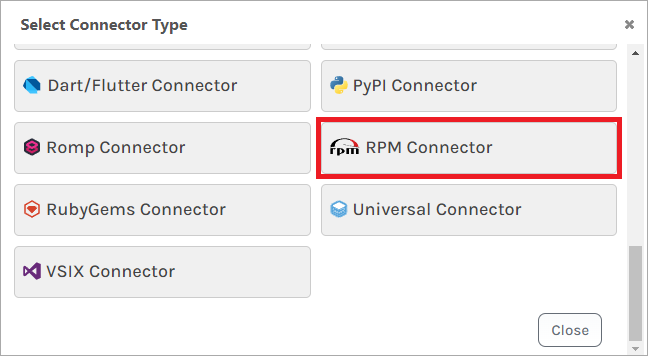 Select Connector Type
Dart/Flutter Connector
PyPI Connector
Romp Connector
rpm RPM Connector
RubyGems Connector
Universal Connector
VSIX Connector
Close